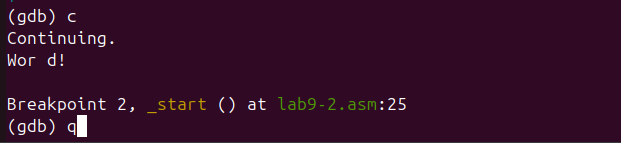 (gdb) c
Continuing.
Wor d!
Breakpoint 2, _start () at lab9-2.asm:25
(gdb) q